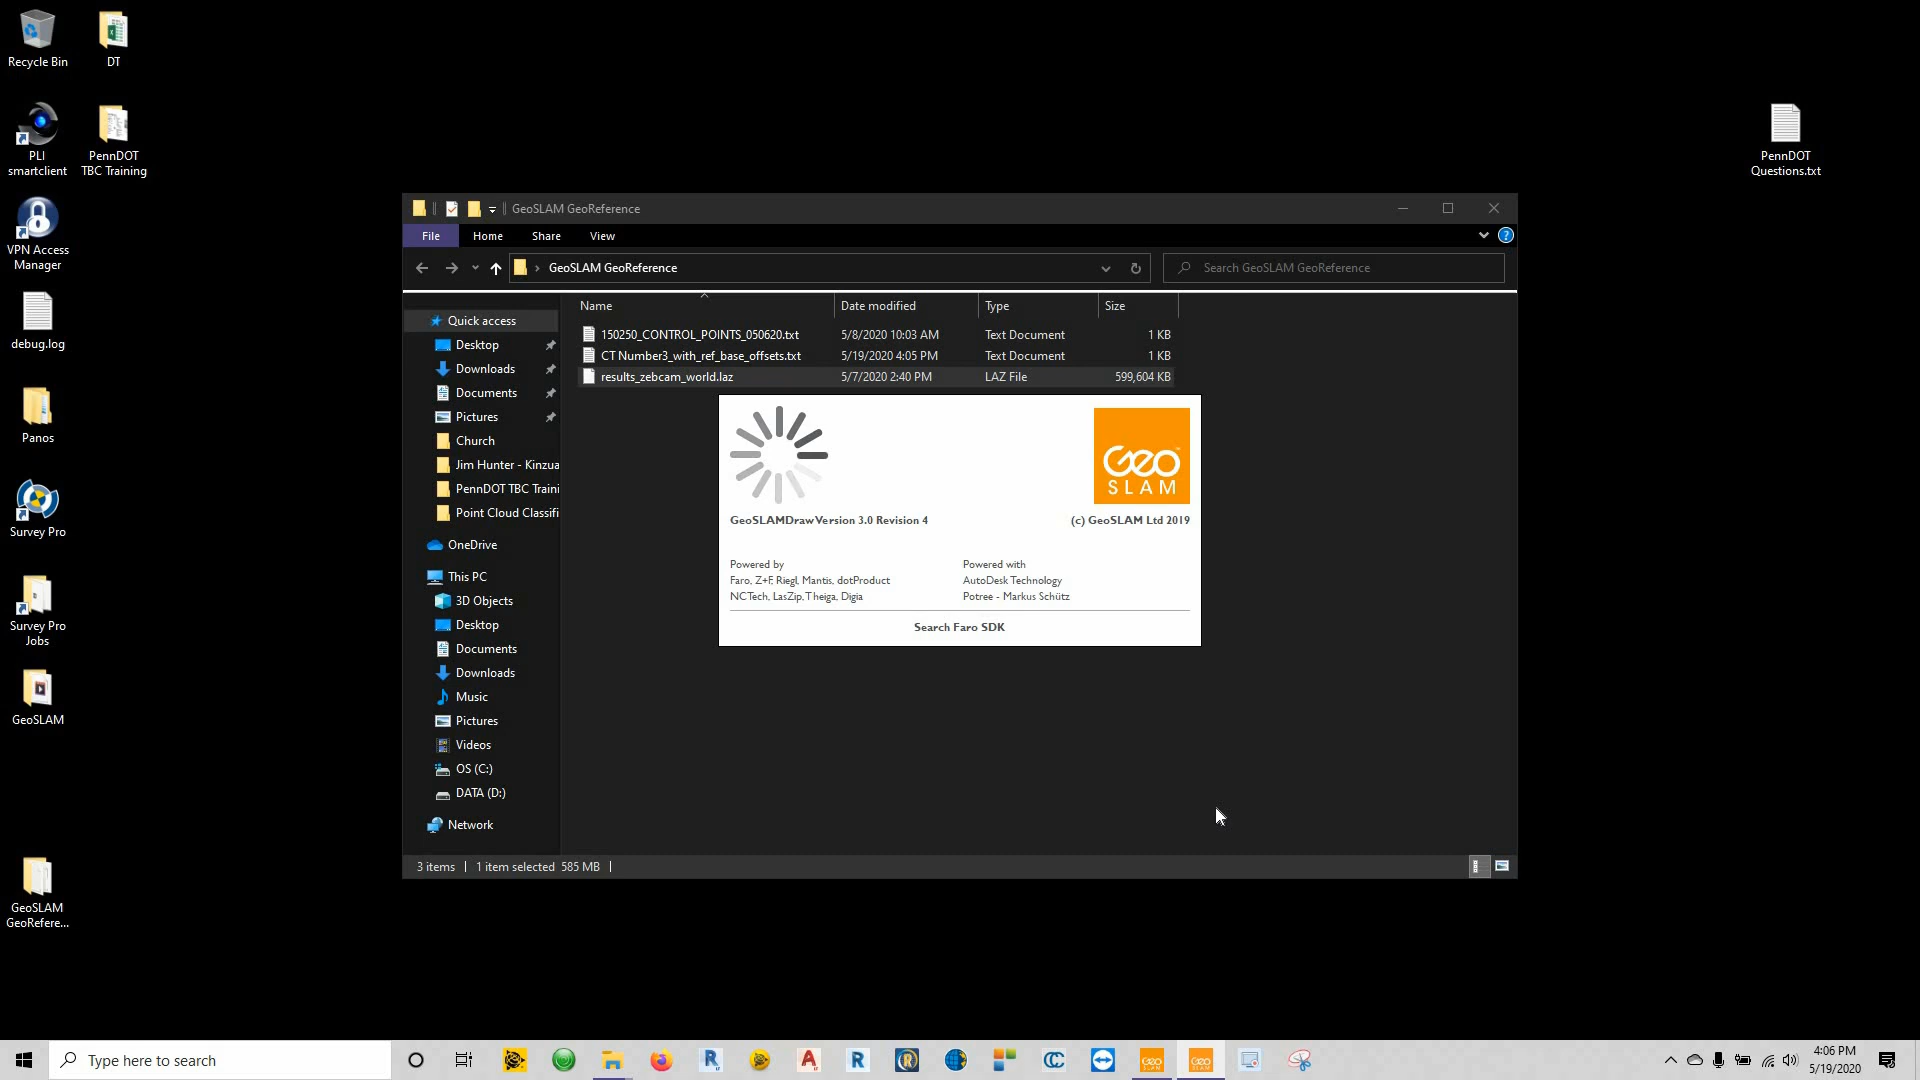 Recycle Bin
DT
PLI
smartclient
PennDOT
TBC Training
VPN Access
Manager
debug.log
Panos
Survey Pro
Survey Pro
Jobs
GeoSLAM
GeoSLAM
GeoRefere...
PennDOT
Questions.txt
GeoSLAM GeoReference
File Home Share View
GeoSLAM GeoReference
Search GeoSLAM GeoReference
Name Date modified Type Size
150250_CONTROL_POINTS_050620.txt 5/8/2020 10:03 AM Text Document 1 KB
CT Number3_with_ref_base_offsets.txt 5/19/2020 4:05 PM Text Document 1 KB
results_zebcam_world.laz 5/7/2020 2:40 PM LAZ File 599,604 KB
Quick access
Desktop
Downloads
Documents
Pictures
Church
Jim Hunter - Kinzua
PennDOT TBC Traini
Point Cloud Classifi
OneDrive
This PC
3D Objects
Desktop
Documents
Downloads
Music
Pictures
Videos
OS (C:)
DATA (D:)
Network
Geo
SLAM
GeoSLAMDraw Version 3.0 Revision 4
(c) GeoSLAM Ltd 2019
Powered by
Faro, Z+F, Riegl, Mantis, dotProduct
NCTech, LasZip, Theiga, Digia
Powered with
AutoDesk Technology
Potree - Markus Schütz
Search Faro SDK
3 items 1 item selected 585 MB
Type here to search
4:06 PM
5/19/2020